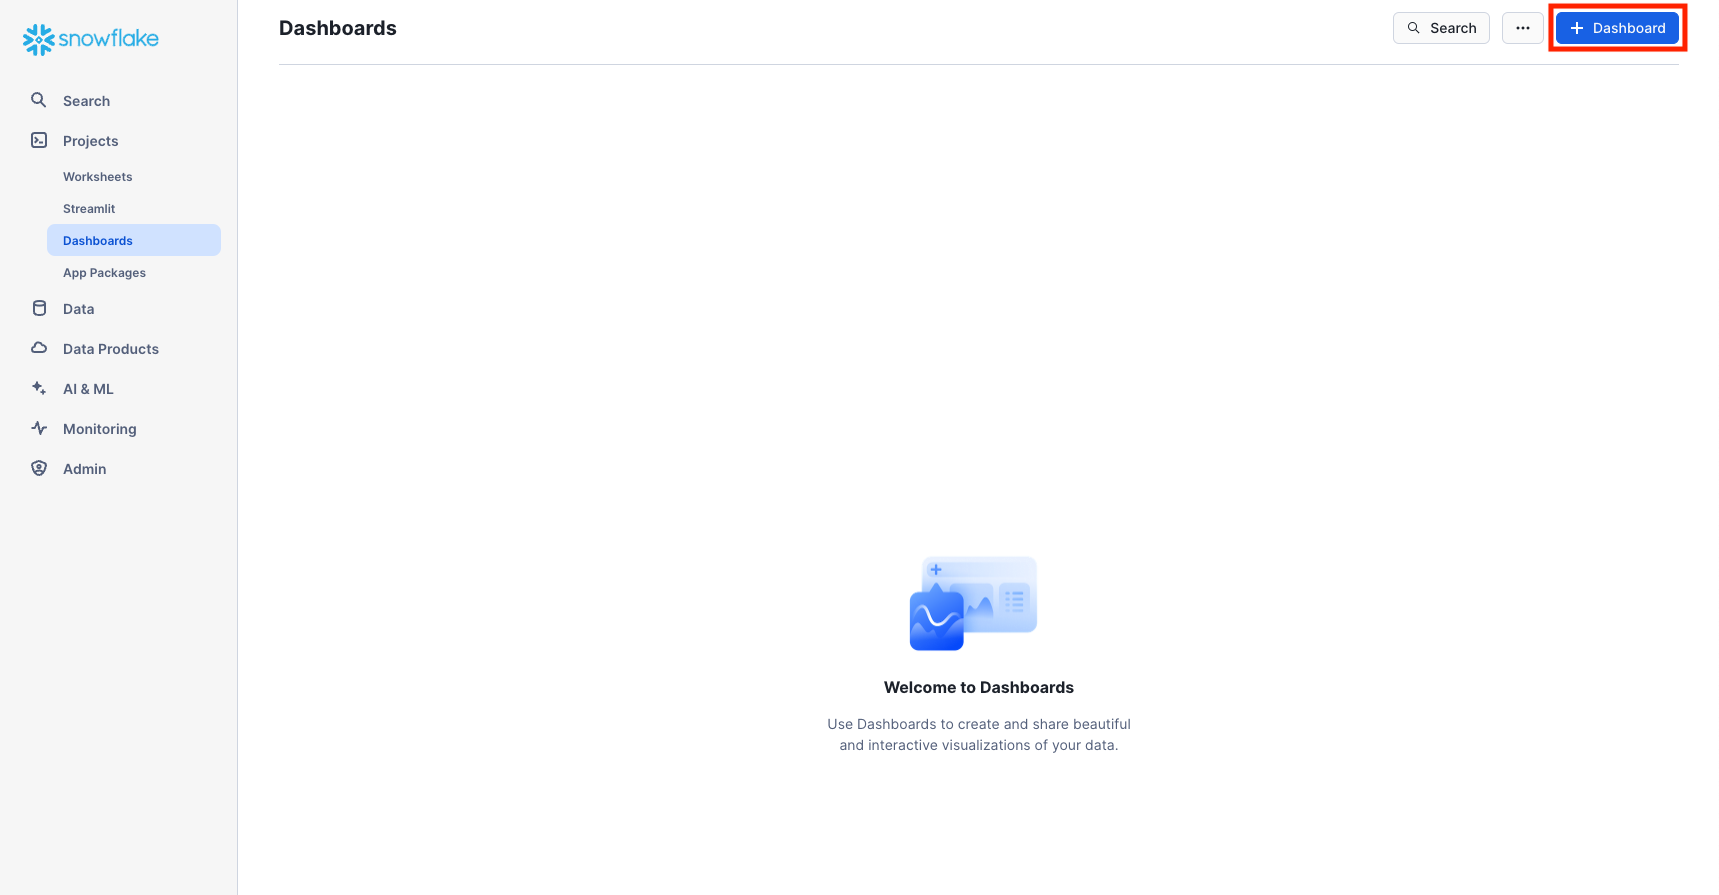 snowflake
Search
Projects
Worksheets
Streamlit
Dashboards
App Packages
Data
Data Products
AI & ML
Monitoring
Admin
Dashboards
Search
...
+ Dashboard
Welcome to Dashboards
Use Dashboards to create and share beautiful
and interactive visualizations of your data.